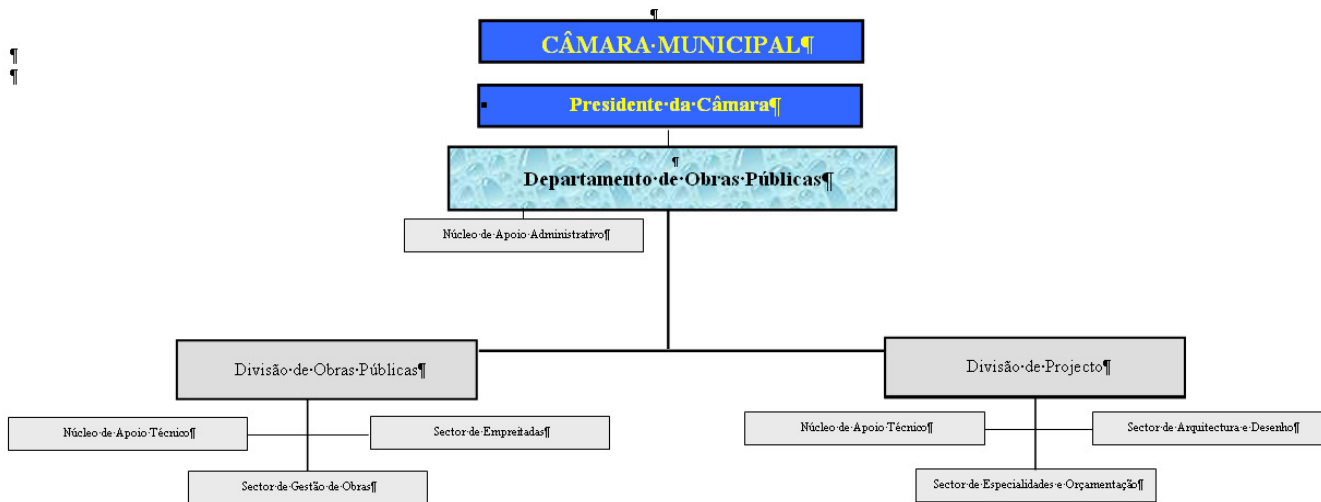 ¶
CÂMARA·MUNICIPAL¶
¶
¶
Presidente·da·Câmara¶
¶
Departamento·de·Obras·Públicas¶
Núcleo·de·Apoio·Administrativo¶
Divisão·de·Obras·Públicas¶
Divisão·de·Projecto¶
Núcleo·de·Apoio·Técnico¶
Sector·de·Empreitadas¶
Núcleo·de·Apoio·Técnico¶
Sector·de·Arquitectura·e·Desenho¶
Sector·de·Gestão·de·Obras¶
Sector·de·Especialidades·e·Orçamentação¶